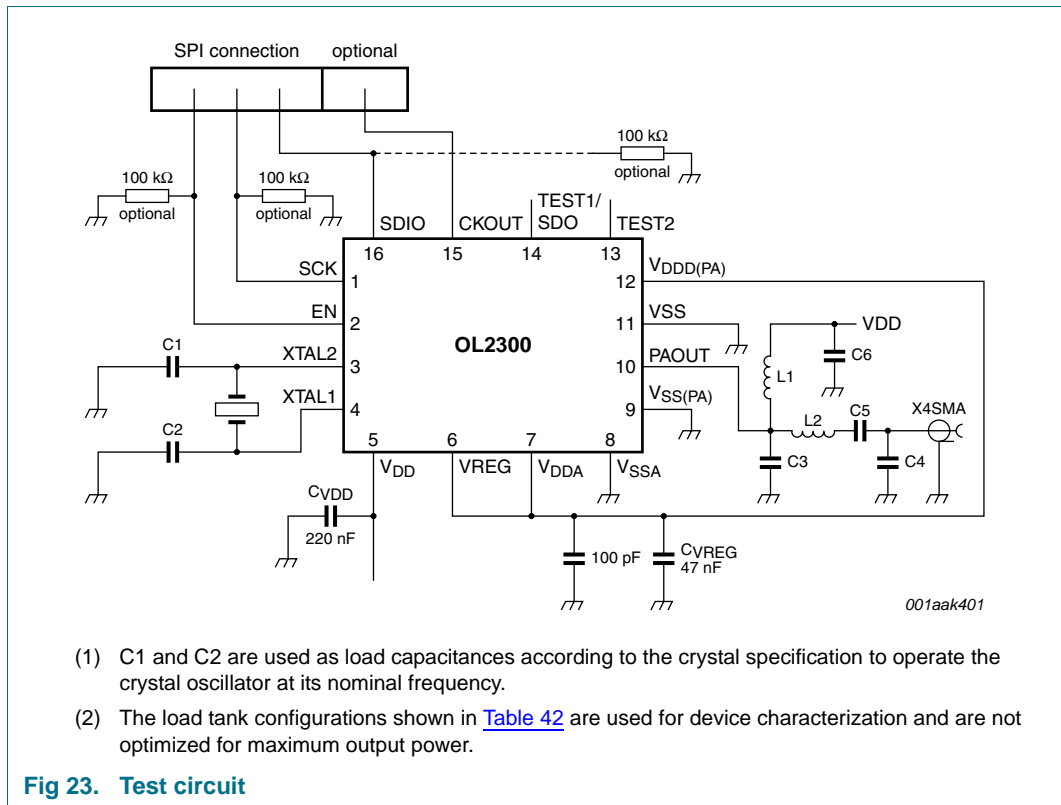 SPI connection
optional
100 kΩ
optional
100 kΩ
optional
100 kΩ
optional
SDIO
CKOUT
TEST1/
SDO
TEST2
16
15
14
13
SCK
1
EN
2
XTAL2
3
XTAL1
4
OL2300
12
VDDD(PA)
11
VSS
10
PAOUT
9
VSS(PA)
5
6
7
8
VDD
VREG
VDDA
VSSA
C1
C2
CVDD
220 nF
100 pF
CVREG
47 nF
VDD
C6
L1
L2
C5
X4SMA
C3
C4
001aak401
(1) C1 and C2 are used as load capacitances according to the crystal specification to operate the
crystal oscillator at its nominal frequency.
(2) The load tank configurations shown in Table 42 are used for device characterization and are not
optimized for maximum output power.
Fig 23. Test circuit